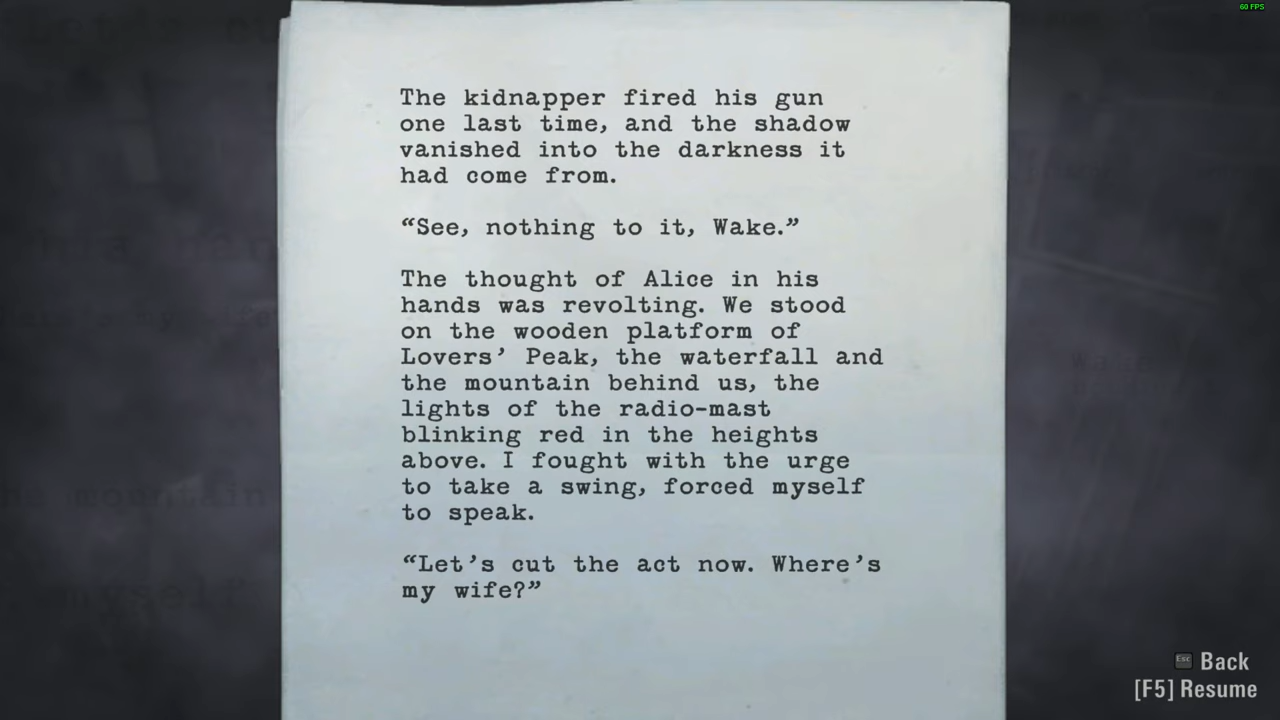 60 FPS
The kidnapper fired his gun
one last time, and the shadow
vanished into the darkness it
had come from.
“See, nothing to it, Wake.”
The thought of Alice in his
hands was revolting. We stood
on the wooden platform of
Lovers’ Peak, the waterfall and
the mountain behind us, the
lights of the radio-mast
blinking red in the heights
above. I fought with the urge
to take a swing, forced myself
to speak.
“Let’s cut the act now. Where’s
my wife?”
Esc Back
[F5] Resume